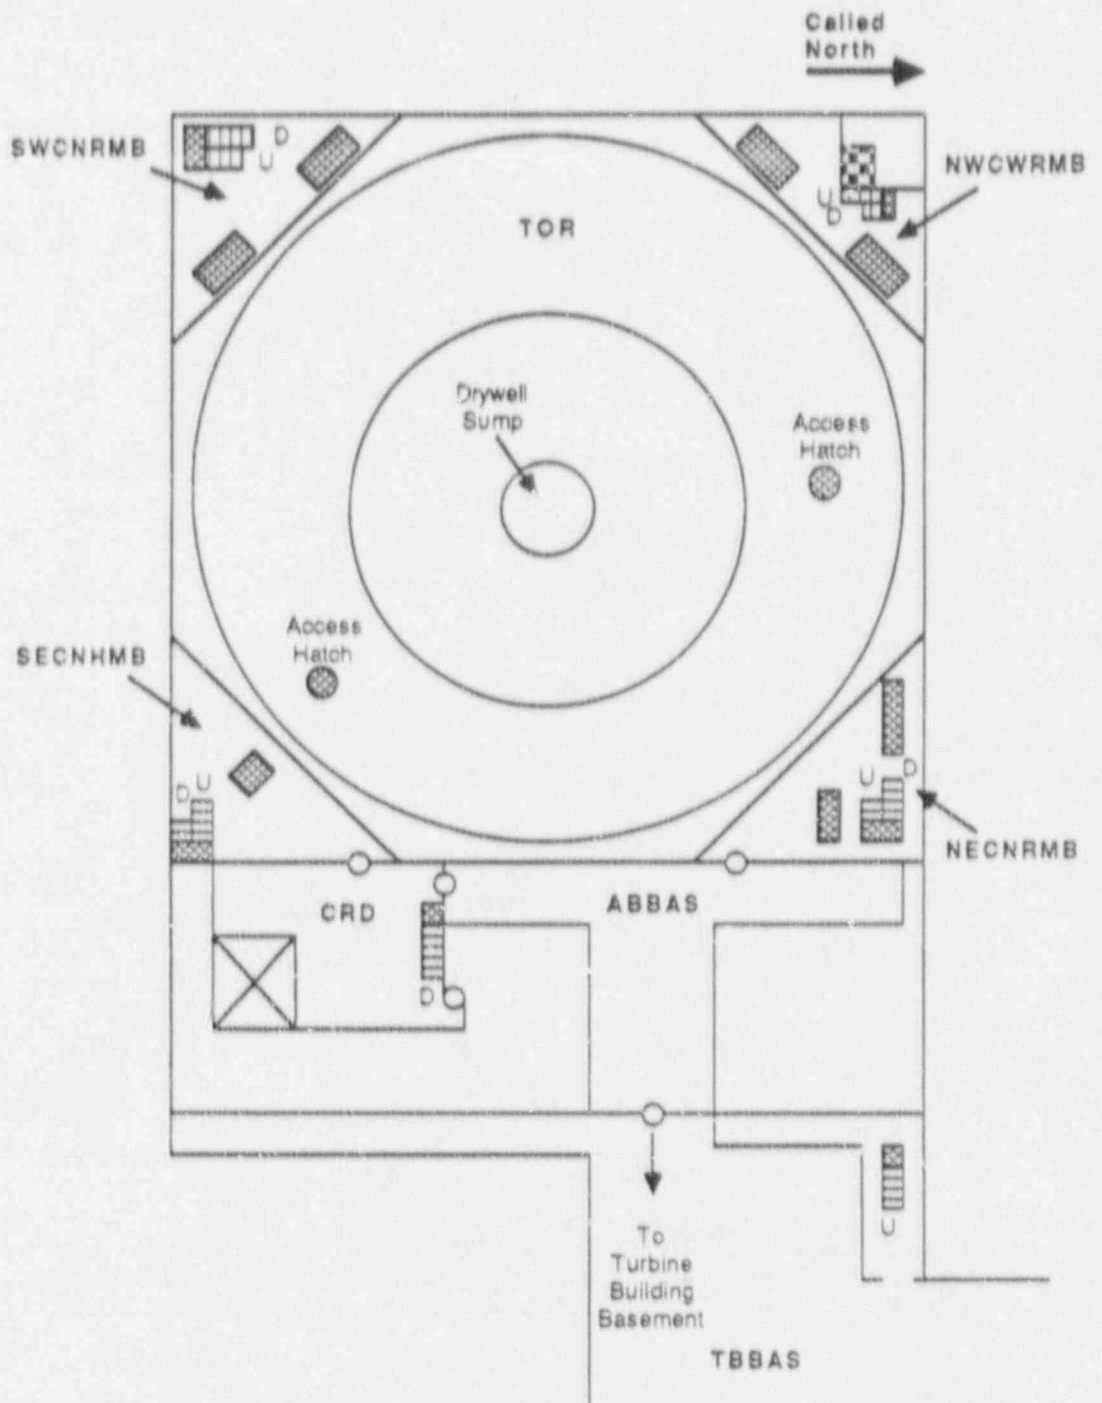 Called
North
SWCNRMB
D
U
NWCWRMB
U
D
TOR
Drywell
Sump
Access
Hatch
Access
Hatch
SECNHMB
U
D
U
D
NECNRMB
CRD
ABBAS
D
U
To
Turbine
Building
Basement
TBBAS